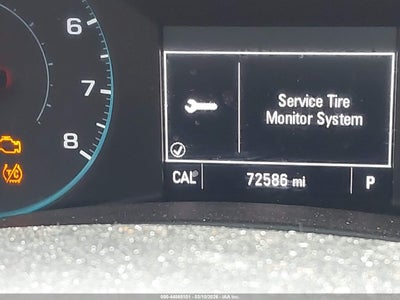 6
7
8
Service Tire
Monitor System
CAL 72586 mi P